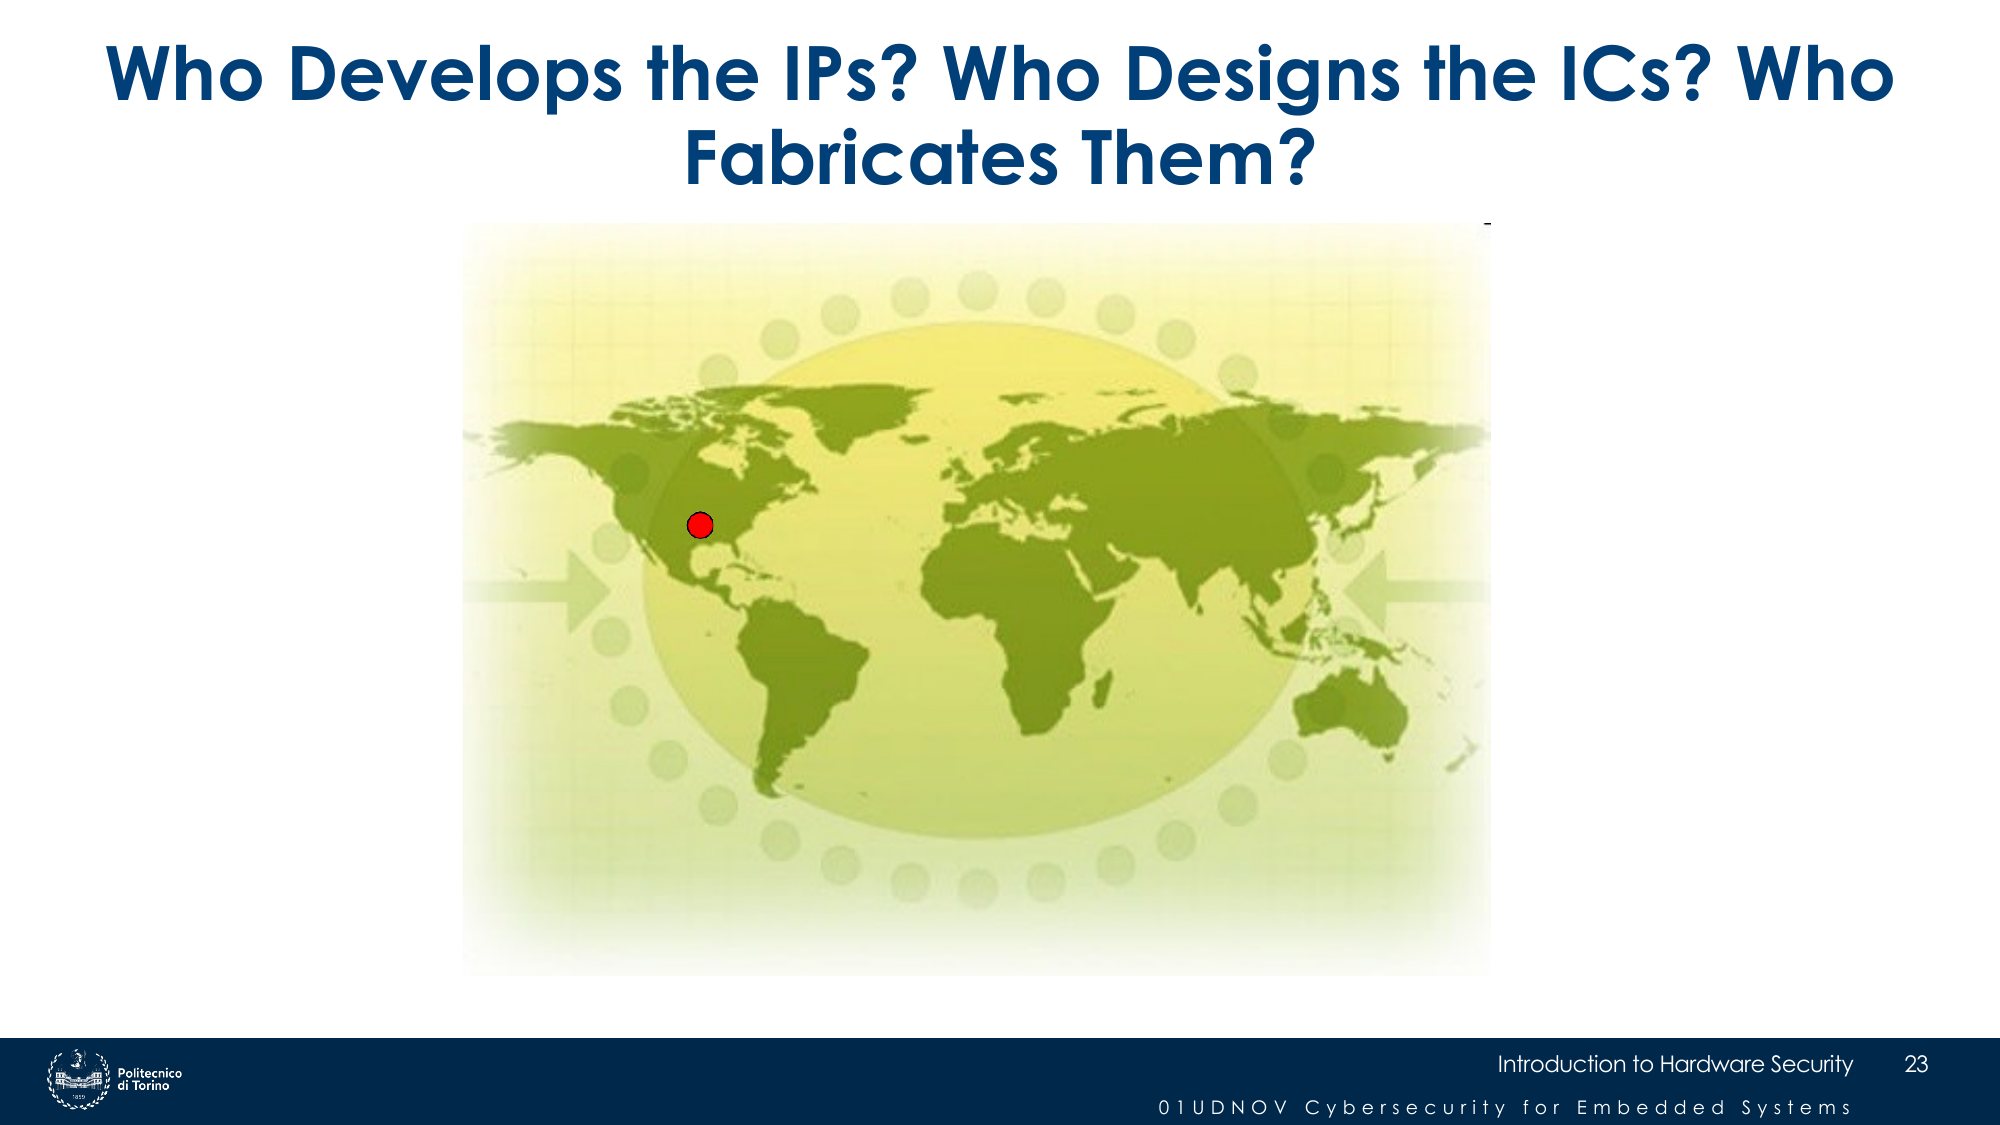 Who Develops the IPs? Who Designs the ICs? Who
Fabricates Them?
Politecnico
di Torino
1859
Introduction to Hardware Security
23
01UDNOV Cybersecurity for Embedded Systems